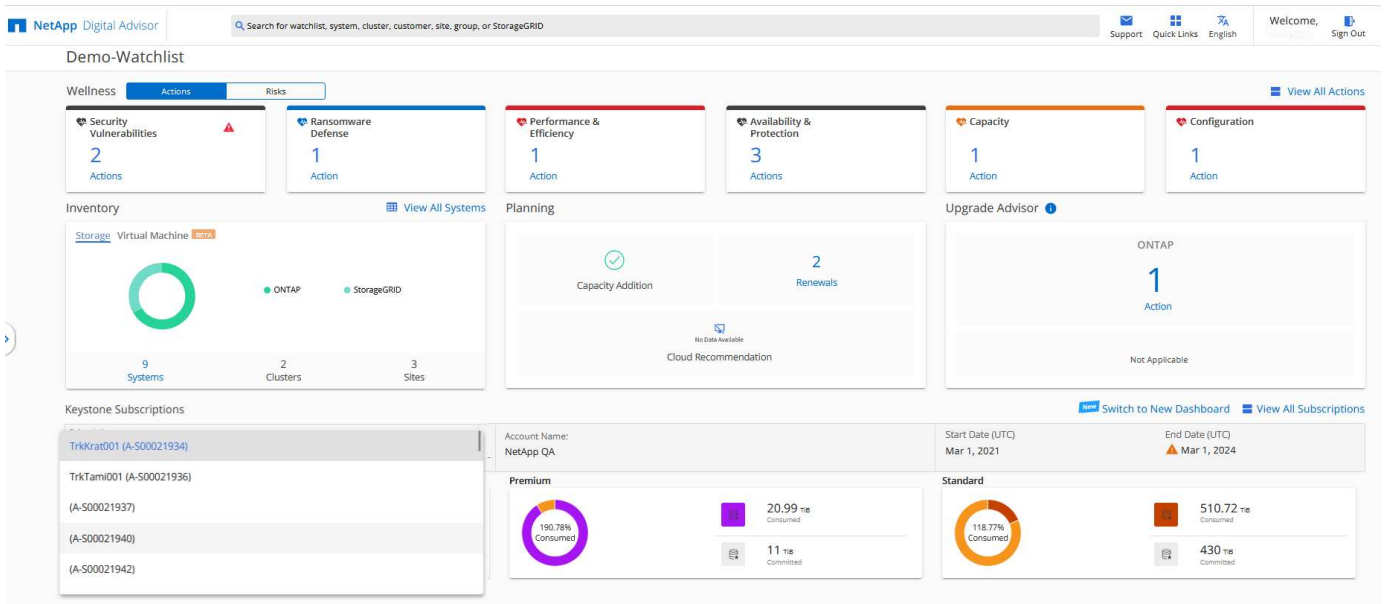 NetApp Digital Advisor
Search for watchlist, system, cluster, customer, site, group, or StorageGRID
Support
Quick Links
English
Welcome,
Sign Out
Demo-Watchlist
Wellness
Actions
Risks
View All Actions
Security
Vulnerabilities
2
Actions
Ransomware
Defense
1
Action
Performance &
Efficiency
1
Action
Availability &
Protection
3
Actions
Capacity
1
Action
Configuration
1
Action
Inventory
View All Systems
Storage Virtual Machine BETA
ONTAP
StorageGRID
9
Systems
2
Clusters
3
Sites
Planning
Capacity Addition
2
Renewals
No Data Available
Cloud Recommendation
Upgrade Advisor
ONTAP
1
Action
Not Applicable
Keystone Subscriptions
New Switch to New Dashboard
View All Subscriptions
TrkKrat001 (A-S00021934)
TrkTami001 (A-S00021936)
(A-S00021937)
(A-S00021940)
(A-S00021942)
Account Name:
NetApp QA
Start Date (UTC)
Mar 1, 2021
End Date (UTC)
Mar 1, 2024
Premium
190.78%
Consumed
20.99 TiB
Consumed
11 TiB
Committed
Standard
118.77%
Consumed
510.72 TiB
Consumed
430 TiB
Committed